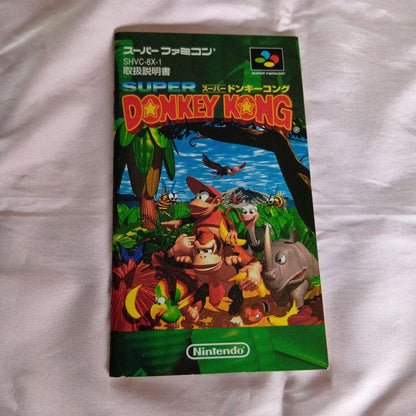 スーパーファミコン
SHVC-8X-1
取扱説明書
SUPER FAMICOM
SUPER スーパードンキーコング
DONKEY KONG
®
Nintendo